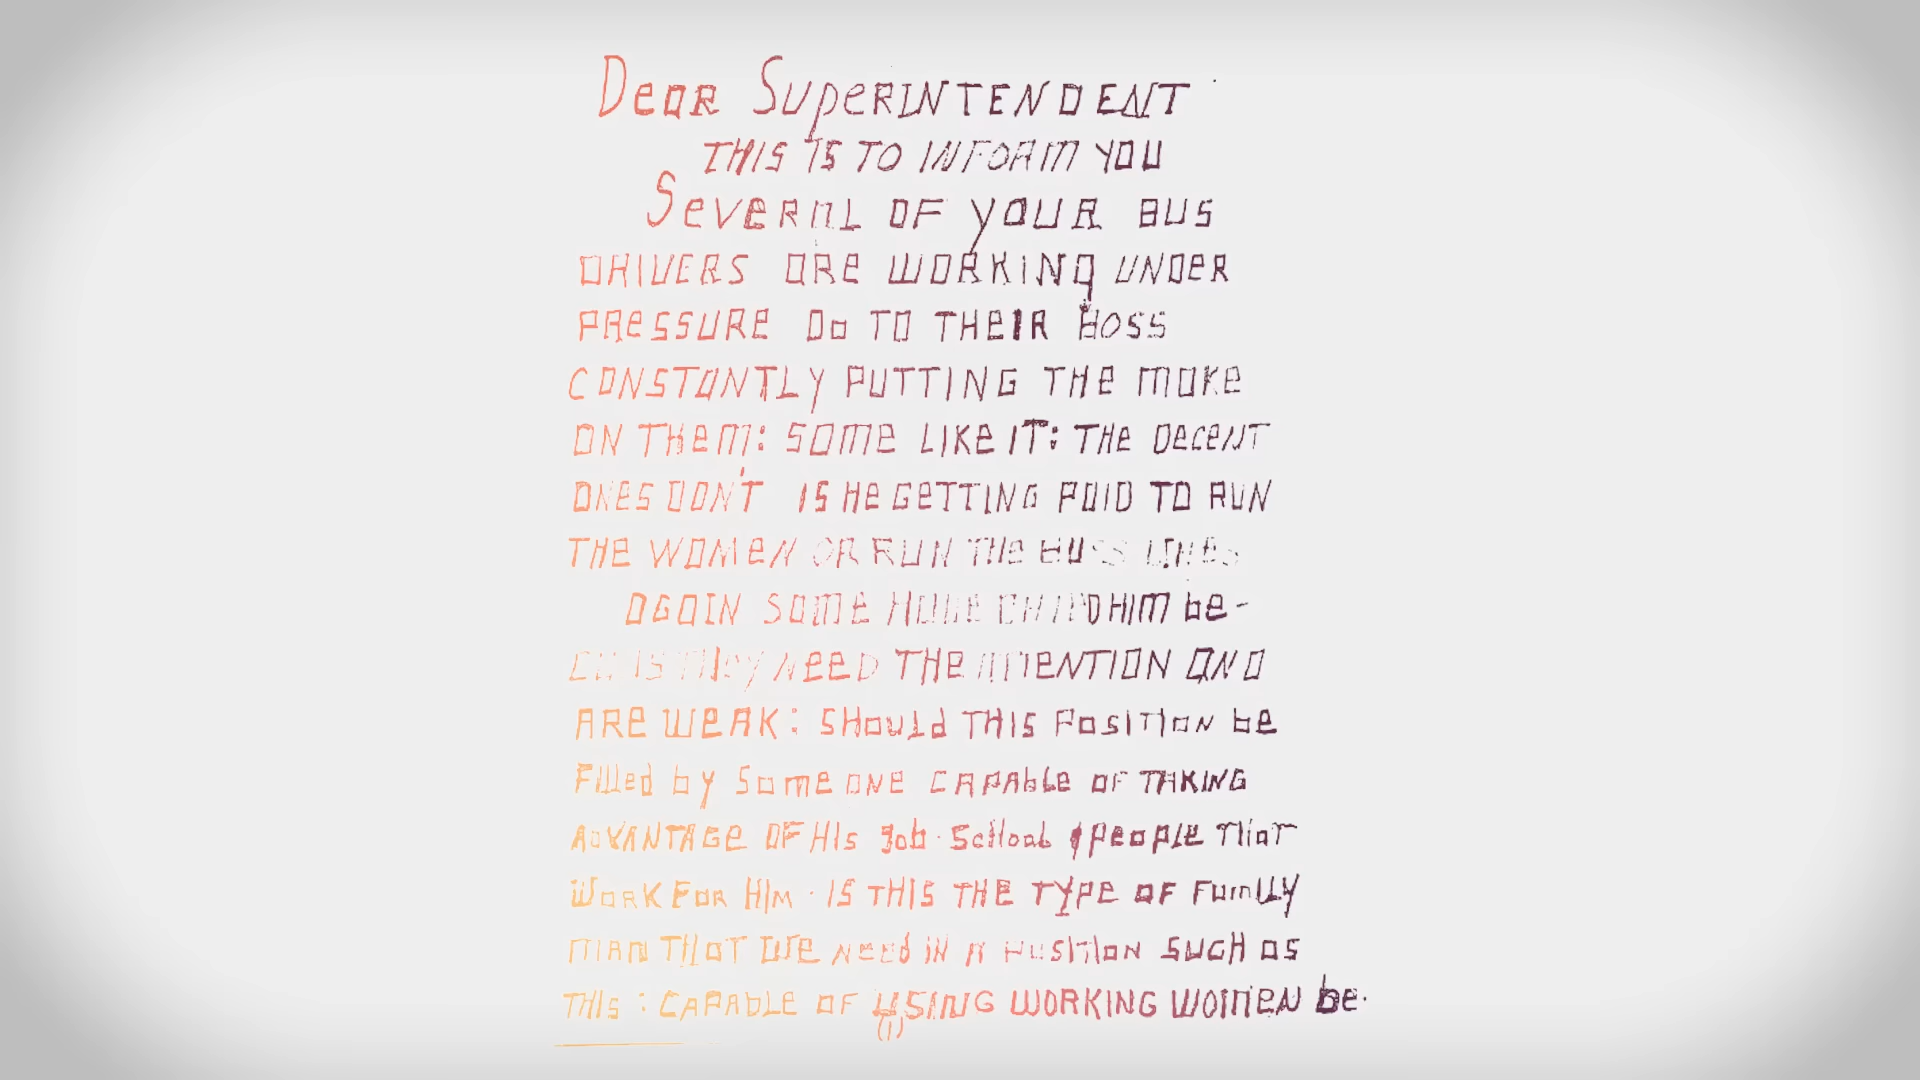 Dear Superintendent
This is to inform you
Several of your bus
drivers are working under
pressure do to their boss
constantly putting the make
on them: some like it: the decent
ones don't is he getting paid to run
the women or run the buss lines
again some have chased him be-
cause they need the attention and
are weak: should this position be
filled by someone capable of taking
advantage of his job. school & people that
work for him. is this the type of family
man that we need in a position such as
this: capable of using working women be.
(1)